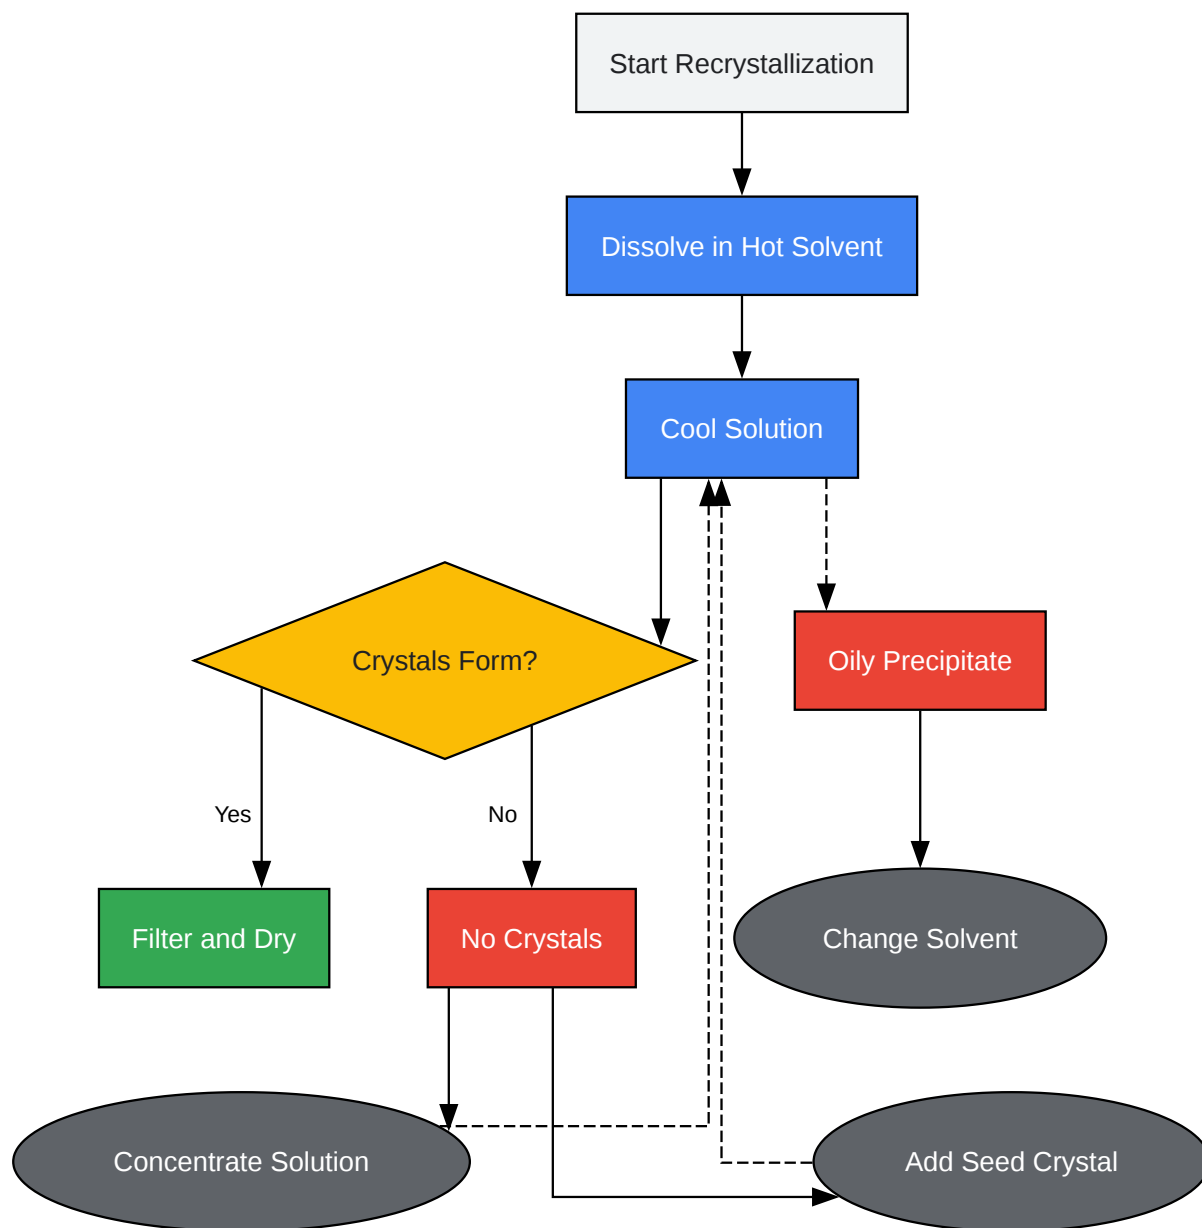 Start Recrystallization
Dissolve in Hot Solvent
Cool Solution
Crystals Form?
Oily Precipitate
Yes
No
Filter and Dry
No Crystals
Change Solvent
Concentrate Solution
Add Seed Crystal